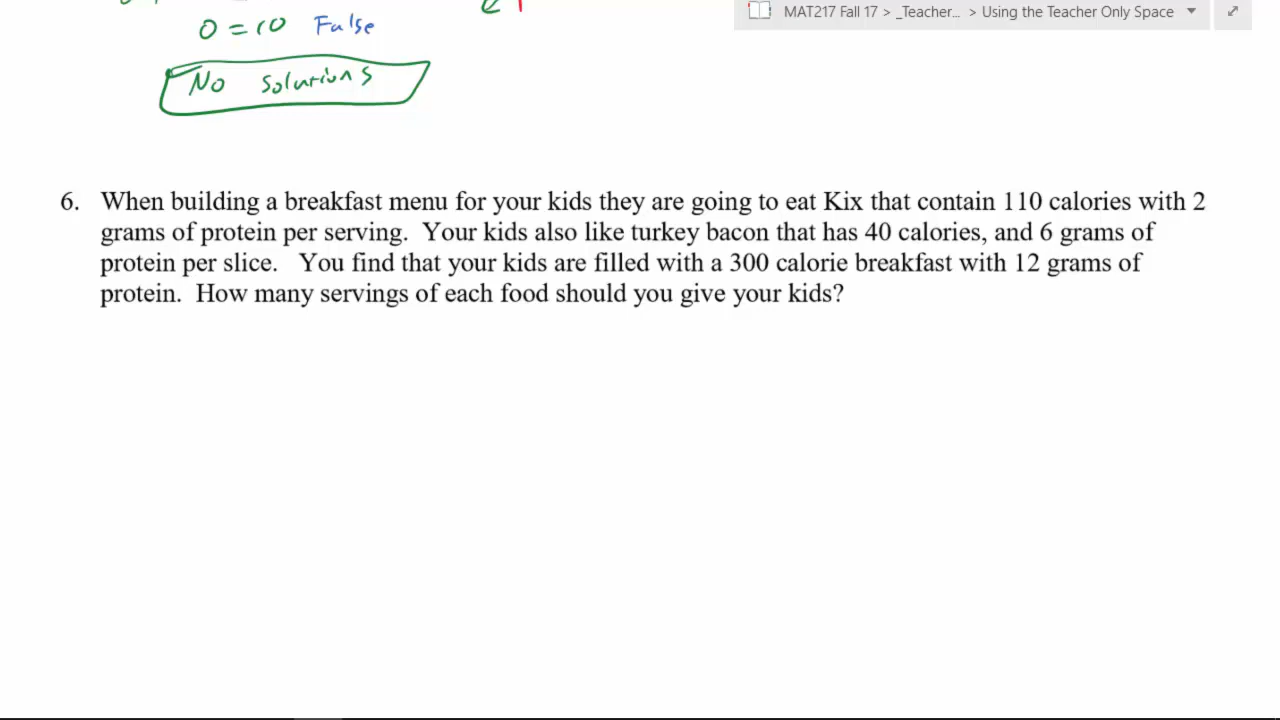 MAT217 Fall 17 > _Teacher... > Using the Teacher Only Space
0 = 10 False
No Solutions
6. When building a breakfast menu for your kids they are going to eat Kix that contain 110 calories with 2
grams of protein per serving. Your kids also like turkey bacon that has 40 calories, and 6 grams of
protein per slice. You find that your kids are filled with a 300 calorie breakfast with 12 grams of
protein. How many servings of each food should you give your kids?